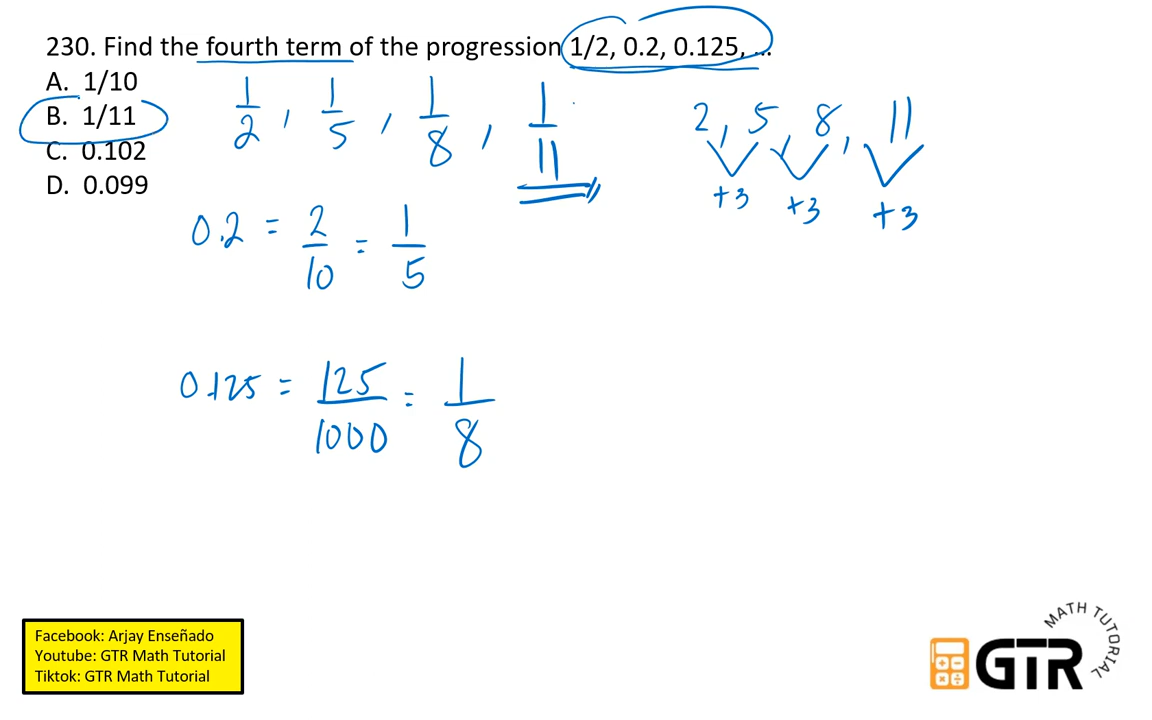 230. Find the fourth term of the progression 1/2, 0.2, 0.125, ...
A. 1/10
B. 1/11
C. 0.102
D. 0.099
1/2, 1/5, 1/8, 1/11
2, 5, 8, 11
+3 +3 +3
0.2 = 2/10 = 1/5
0.125 = 125/1000 = 1/8
Facebook: Arjay Enseñado
Youtube: GTR Math Tutorial
Tiktok: GTR Math Tutorial
MATH TUTORIAL
GTR